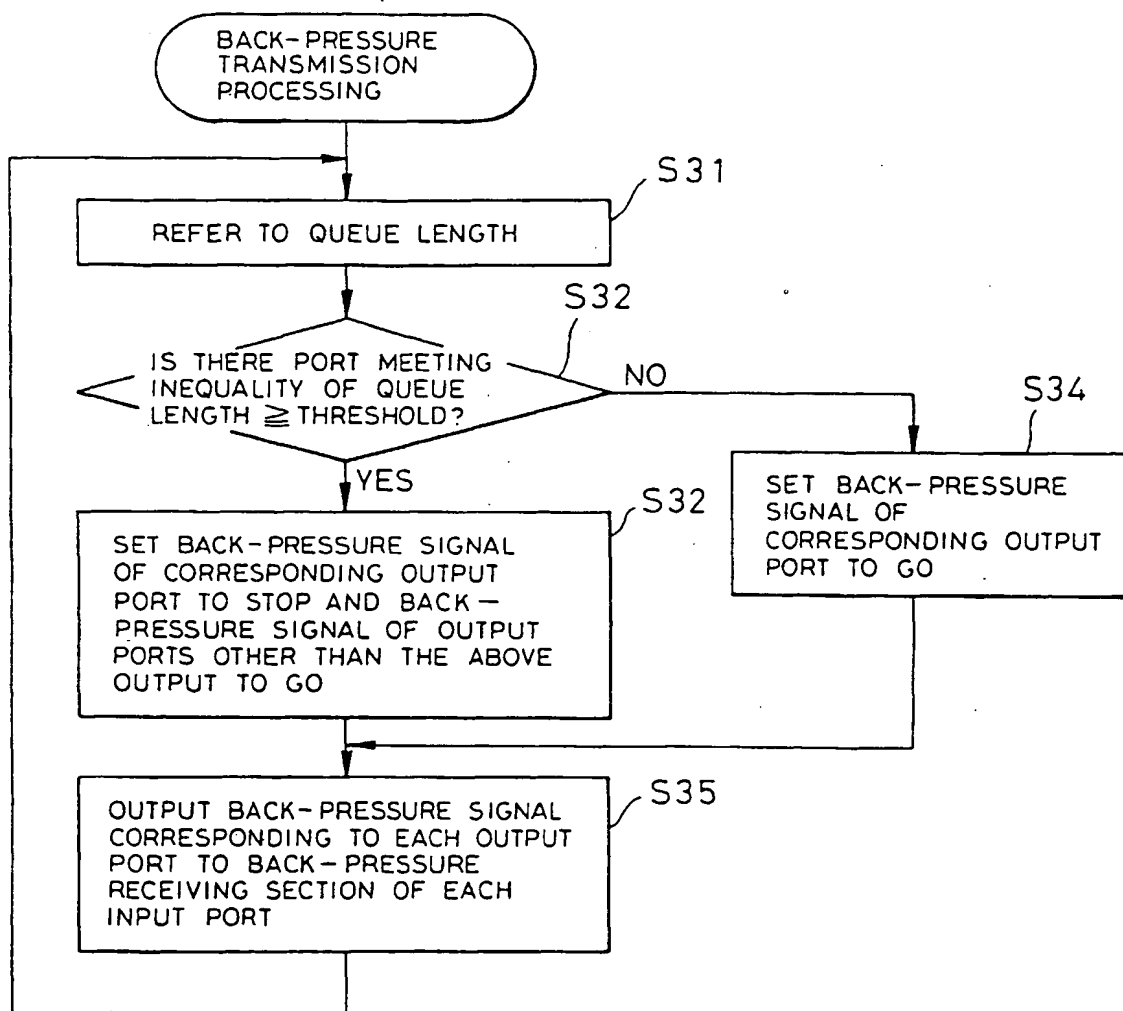 BACK-PRESSURE
TRANSMISSION
PROCESSING
S31
REFER TO QUEUE LENGTH
S32
IS THERE PORT MEETING
INEQUALITY OF QUEUE
LENGTH ≧ THRESHOLD?
NO
S34
YES
SET BACK-PRESSURE
SIGNAL OF
CORRESPONDING OUTPUT
PORT TO GO
S32
SET BACK-PRESSURE SIGNAL
OF CORRESPONDING OUTPUT
PORT TO STOP AND BACK-
PRESSURE SIGNAL OF OUTPUT
PORTS OTHER THAN THE ABOVE
OUTPUT TO GO
S35
OUTPUT BACK-PRESSURE SIGNAL
CORRESPONDING TO EACH OUTPUT
PORT TO BACK-PRESSURE
RECEIVING SECTION OF EACH
INPUT PORT